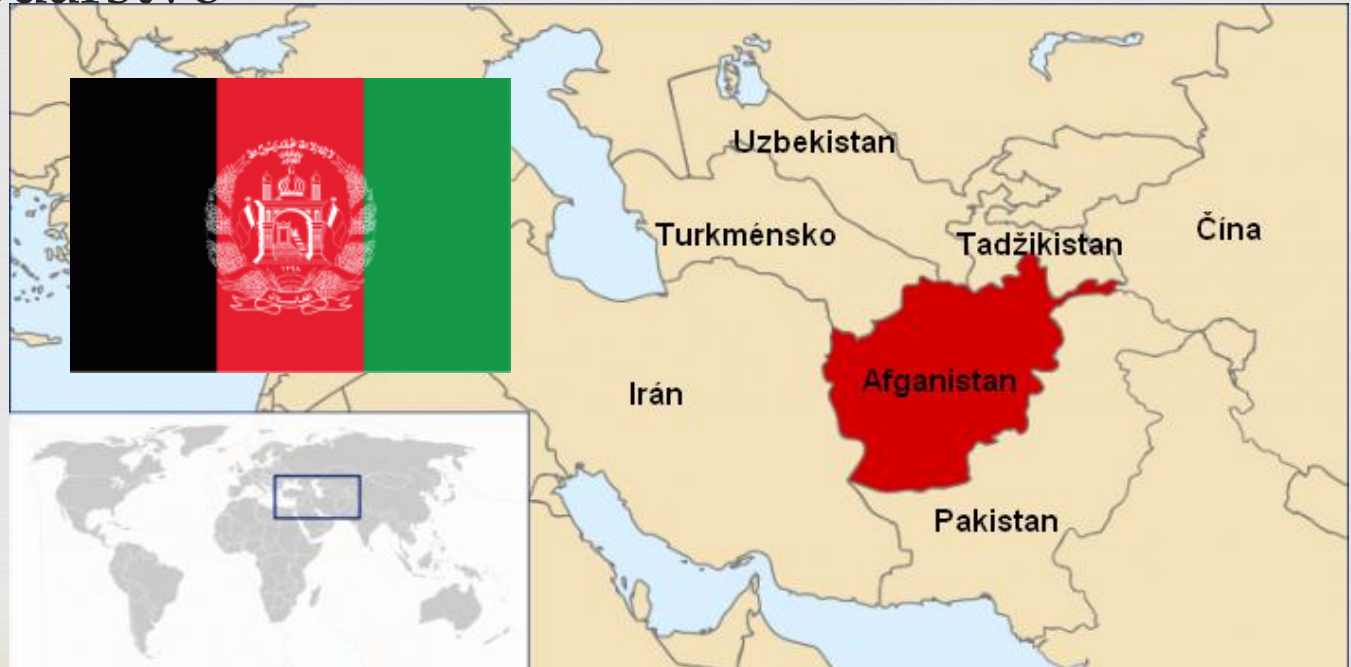 Uzbekistan
Turkménsko
Tadžikistan
Čína
Irán
Afganistan
Pakistan